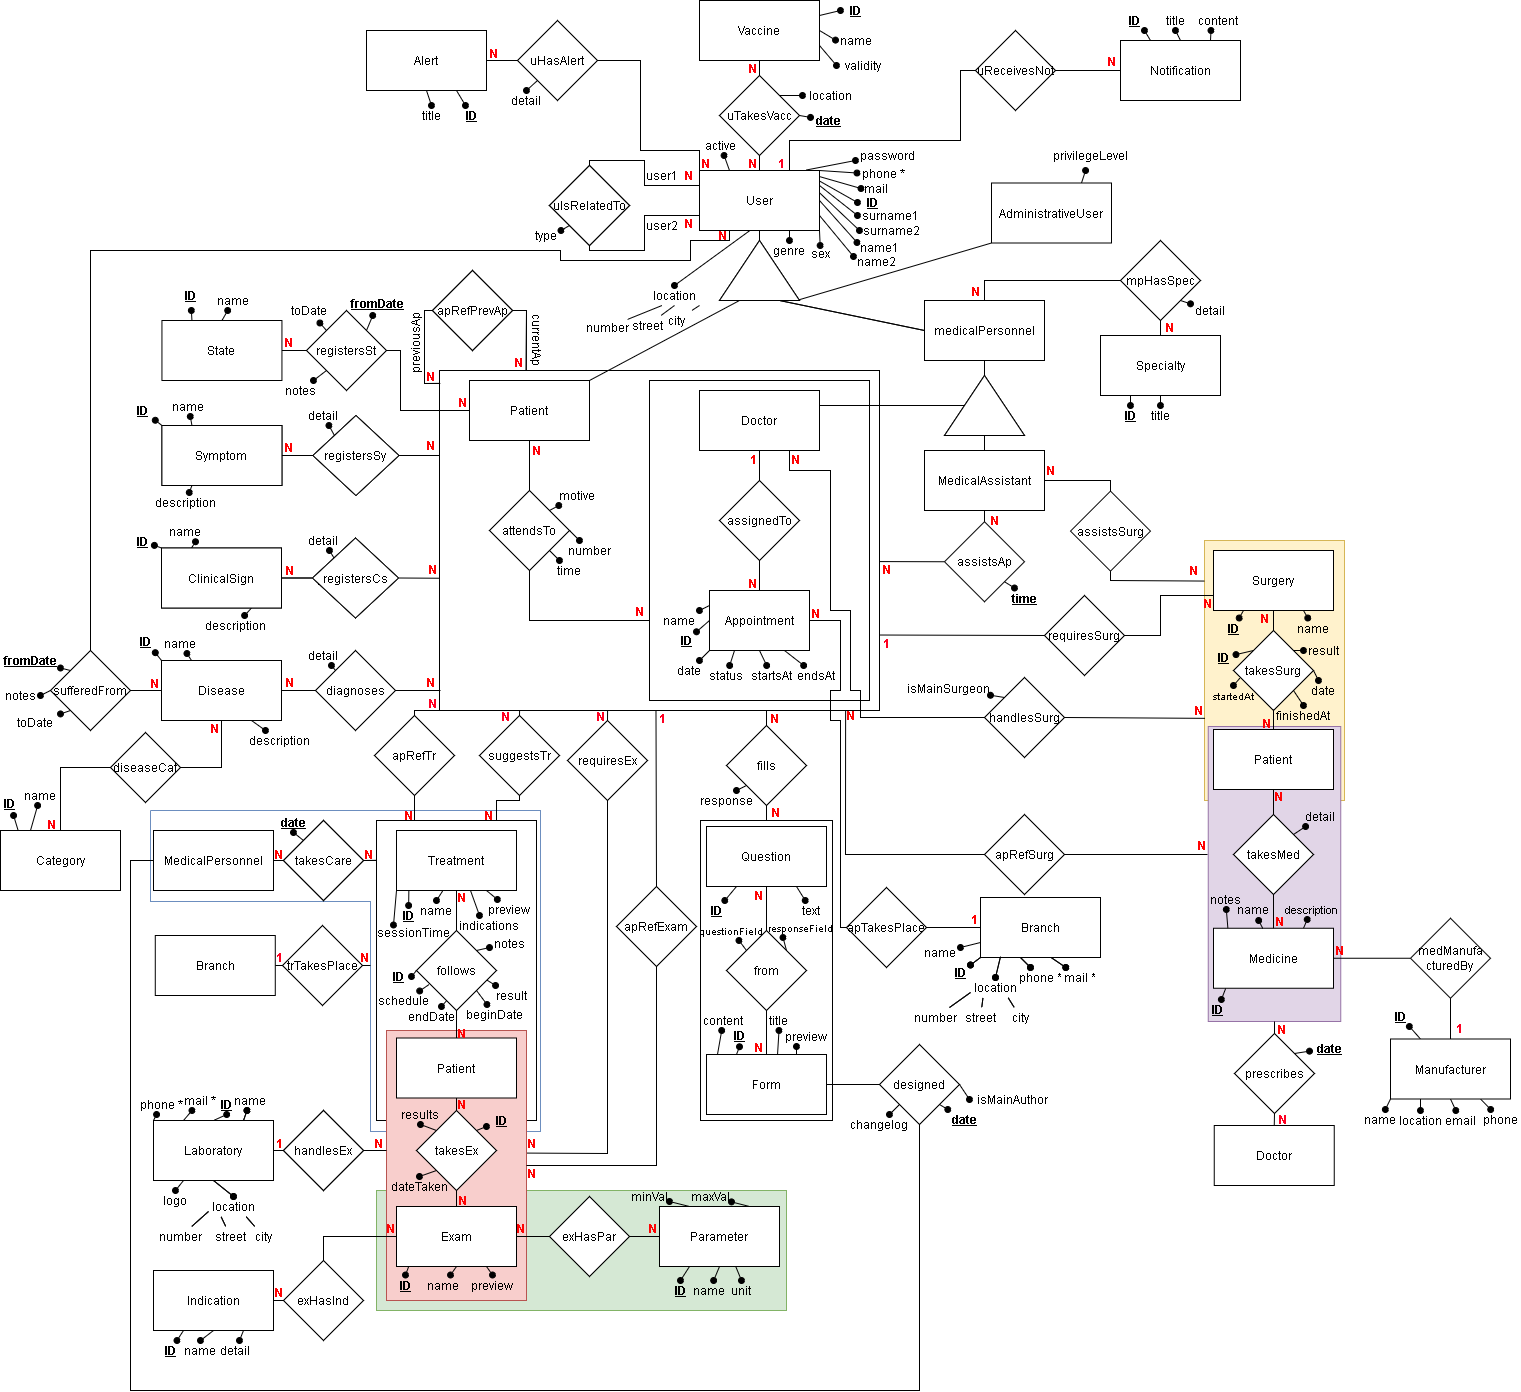 Alert
N
uHasAlert
detail
title
ID
Vaccine
ID
name
validity
N
uTakesVacc
location
date
N
N
1
uReceivesNot
N
Notification
ID
title
content
active
User
password
phone *
mail
ID
surname1
surname2
name1
name2
genre
sex
location
number
street
city
user1
N
user2
N
uIsRelatedTo
type
N
privilegeLevel
AdministrativeUser
medicalPersonnel
N
mpHasSpec
detail
N
Specialty
ID
title
State
ID
name
N
registersSt
toDate
fromDate
notes
N
apRefPrevAp
previousAp
currentAp
N
N
Patient
N
attendsTo
motive
number
time
N
Symptom
ID
name
description
N
registersSy
detail
N
ClinicalSign
ID
name
description
N
registersCs
detail
N
Disease
ID
name
description
N
diagnoses
detail
N
sufferedFrom
fromDate
notes
toDate
N
N
diseaseCat
N
Category
ID
name
Doctor
1
N
assignedTo
N
Appointment
name
ID
date
status
startsAt
endsAt
N
MedicalAssistant
N
N
assistsAp
time
N
assistsSurg
N
requiresSurg
1
N
Surgery
ID
name
N
takesSurg
ID
result
startedAt
date
finishedAt
N
Patient
handlesSurg
isMainSurgeon
N
N
N
takesMed
detail
N
Medicine
notes
name
description
ID
N
medManufa
cturedBy
1
Manufacturer
ID
name
location
email
phone
N
prescribes
date
N
Doctor
apRefSurg
N
N
N
apRefTr
N
N
suggestsTr
N
N
requiresEx
N
1
apRefExam
N
N
fills
response
N
Question
ID
text
N
from
questionField
responseField
N
Form
content
ID
title
preview
designed
changelog
date
isMainAuthor
apTakesPlace
1
Branch
name
ID
location
phone *
mail *
number
street
city
MedicalPersonnel
N
takesCare
date
N
Treatment
sessionTime
ID
name
indications
preview
N
follows
ID
notes
schedule
endDate
beginDate
result
N
Patient
Branch
1
trTakesPlace
N
N
takesEx
results
ID
dateTaken
N
Exam
ID
name
preview
N
N
exHasPar
N
Parameter
minVal
maxVal
ID
name
unit
Laboratory
phone *
mail *
ID
name
logo
location
number
street
city
1
handlesEx
N
Indication
ID
name
detail
N
exHasInd